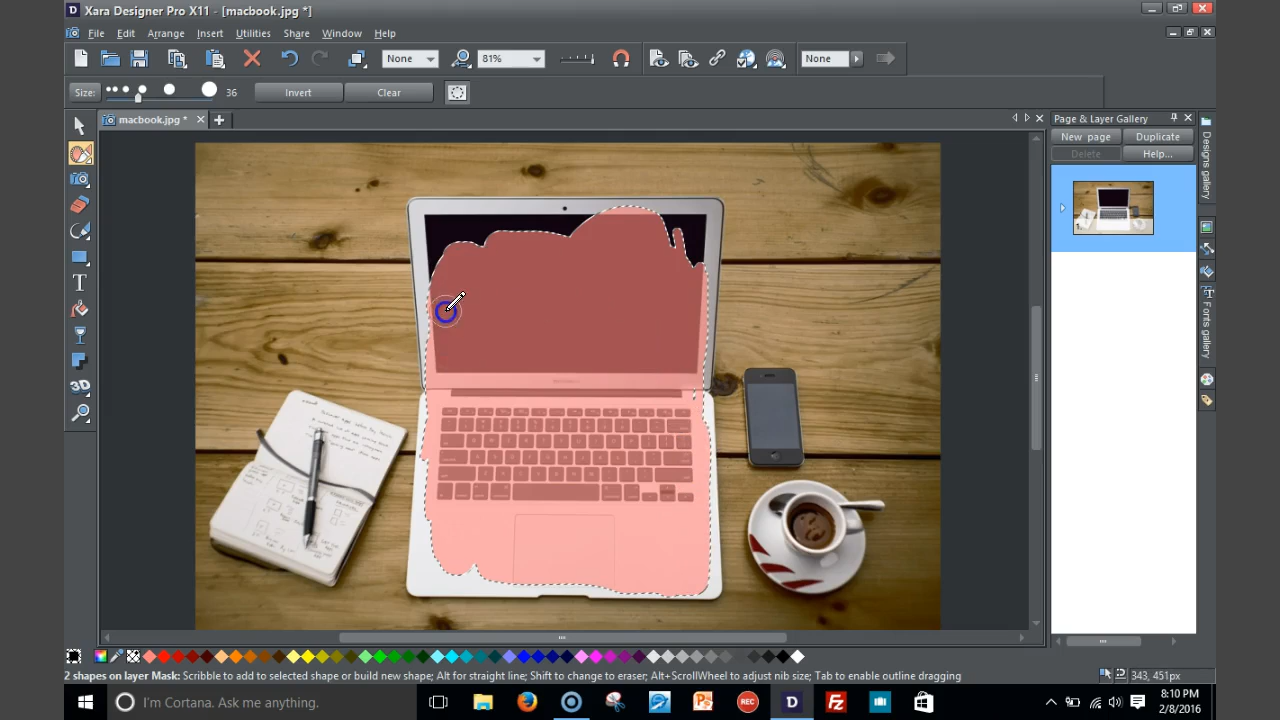 Xara Designer Pro X11 - [macbook.jpg *]
File Edit Arrange Insert Utilities Share Window Help
None 81% None
Size: 36 Invert Clear
macbook.jpg *
Page & Layer Gallery
New page Duplicate
Delete Help...
Designs gallery
Fonts gallery
T
3D
2 shapes on layer Mask: Scribble to add to selected shape or build new shape; Alt for straight line; Shift to change to eraser; Alt+ScrollWheel to adjust nib size; Tab to enable outline dragging
343, 451px
I'm Cortana. Ask me anything.
REC
D
8:10 PM
2/8/2016